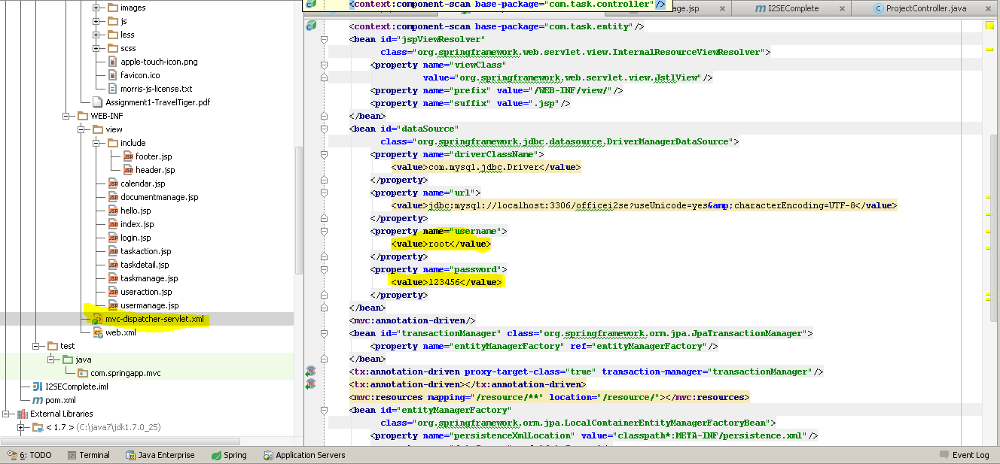 images
js
less
scss
apple-touch-icon.png
favicon.ico
morris-js-license.txt
Assignment1-TravelTiger.pdf
WEB-INF
view
include
footer.jsp
header.jsp
calendar.jsp
documentmanage.jsp
hello.jsp
index.jsp
login.jsp
taskaction.jsp
taskdetail.jsp
taskmanage.jsp
useraction.jsp
usermanage.jsp
mvc-dispatcher-servlet.xml
web.xml
test
java
com.springapp.mvc
I2SEComplete.iml
pom.xml
External Libraries
< 1.7 > (C:\java7\jdk1.7.0_25)
age.jsp
I2SEComplete
ProjectController.java
<context:component-scan base-package="com.task.controller"/>
<context:component-scan base-package="com.task.entity"/>
<bean id="jspViewResolver"
class="org.springframework.web.servlet.view.InternalResourceViewResolver">
<property name="viewClass"
value="org.springframework.web.servlet.view.JstlView"/>
<property name="prefix" value="/WEB-INF/view/"/>
<property name="suffix" value=".jsp"/>
</bean>
<bean id="dataSource"
class="org.springframework.jdbc.datasource.DriverManagerDataSource">
<property name="driverClassName">
<value>com.mysql.jdbc.Driver</value>
</property>
<property name="url">
<value>jdbc:mysql://localhost:3306/officei2se?useUnicode=yes&amp;characterEncoding=UTF-8</value>
</property>
<property name="username">
<value>root</value>
</property>
<property name="password">
<value>123456</value>
</property>
</bean>
<mvc:annotation-driven/>
<bean id="transactionManager" class="org.springframework.orm.jpa.JpaTransactionManager">
<property name="entityManagerFactory" ref="entityManagerFactory"/>
</bean>
<tx:annotation-driven proxy-target-class="true" transaction-manager="transactionManager"/>
<tx:annotation-driven></tx:annotation-driven>
<mvc:resources mapping="/resource/**" location="/resource/"></mvc:resources>
<bean id="entityManagerFactory"
class="org.springframework.orm.jpa.LocalContainerEntityManagerFactoryBean">
<property name="persistenceXmlLocation" value="classpath*:META-INF/persistence.xml"/>
6: TODO
Terminal
Java Enterprise
Spring
Application Servers
Event Log